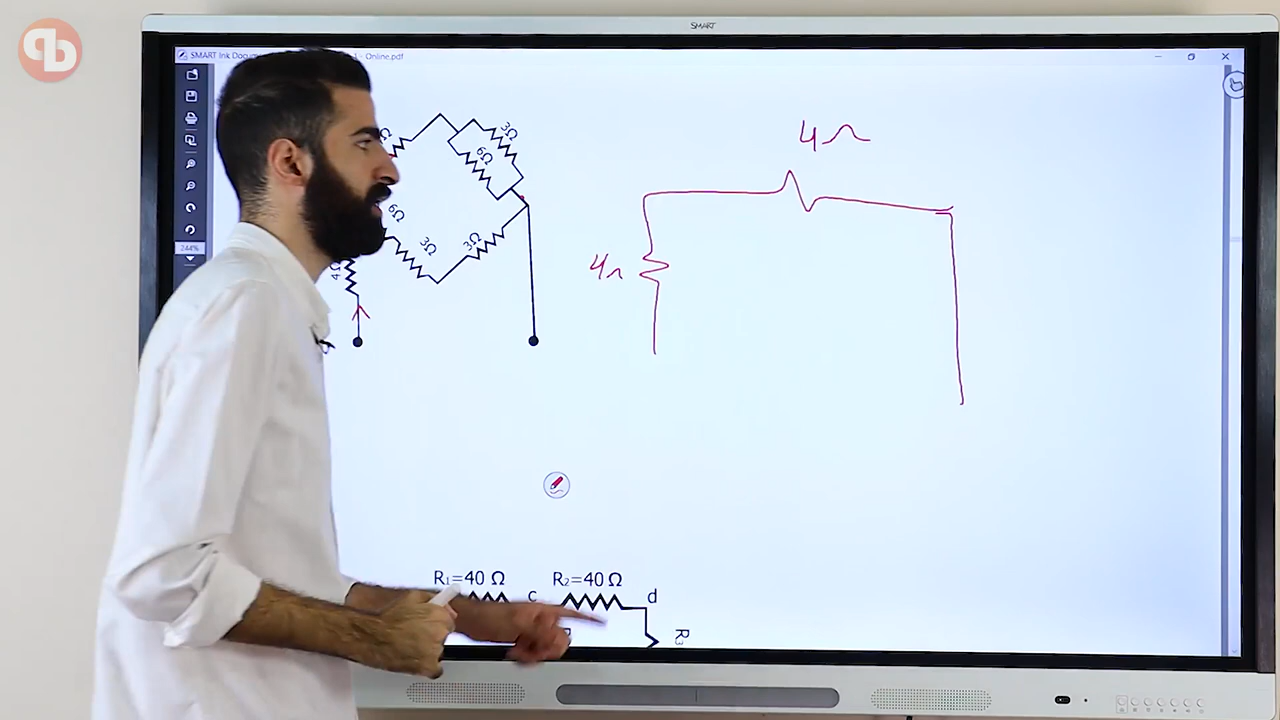 SMART
SMART Ink Doc
Online.pdf
244%
Ω
3Ω
6Ω
6Ω
3Ω
3Ω
4Ω
4Ω
4Ω
R₁=40 Ω
c
R₂=40 Ω
d
R₃